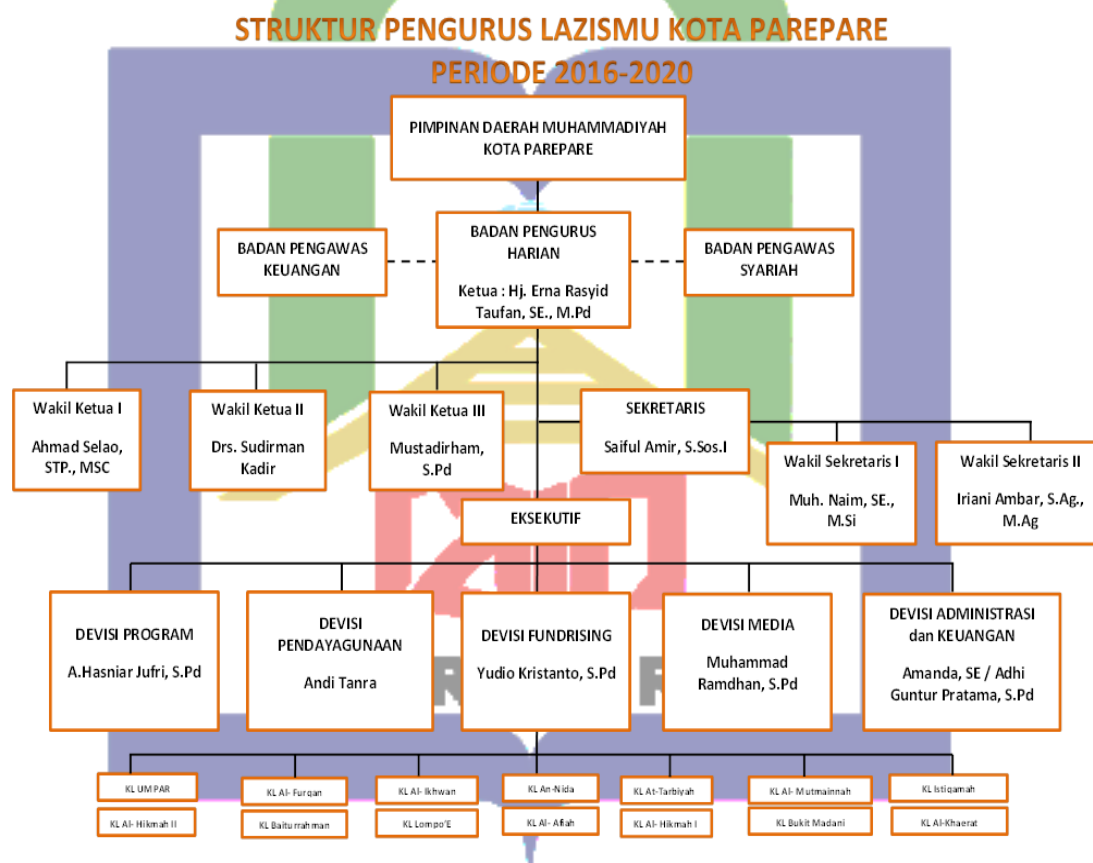 STRUKTUR PENGURUS LAZISMU KOTA PAREPARE
PERIODE 2016-2020
PIMPINAN DAERAH MUHAMMADIYAH
KOTA PAREPARE
BADAN PENGAWAS
KEUANGAN
BADAN PENGURUS
HARIAN
Ketua : Hj. Erna Rasyid
Taufan, SE., M.Pd
BADAN PENGAWAS
SYARIAH
Wakil Ketua I
Ahmad Selao,
STP., MSC
Wakil Ketua II
Drs. Sudirman
Kadir
Wakil Ketua III
Mustadirham,
S.Pd
SEKRETARIS
Saiful Amir, S.Sos.I
Wakil Sekretaris I
Muh. Naim, SE.,
M.Si
Wakil Sekretaris II
Iriani Ambar, S.Ag.,
M.Ag
EKSEKUTIF
DEVISI PROGRAM
A.Hasniar Jufri, S.Pd
DEVISI
PENDAYAGUNAAN
Andi Tanra
DEVISI FUNDRISING
Yudio Kristanto, S.Pd
DEVISI MEDIA
Muhammad
Ramdhan, S.Pd
DEVISI ADMINISTRASI
dan KEUANGAN
Amanda, SE / Adhi
Guntur Pratama, S.Pd
KL UMPAR
KL Al- Furqan
KL Al- Ikhwan
KL An-Nida
KL At-Tarbiyah
KL Al- Mutmainnah
KL Istiqamah
KL Al- Hikmah II
KL Baiturrahman
KL Lompo'E
KL Al- Afiah
KL Al- Hikmah I
KL Bukit Madani
KL Al-Khaerat